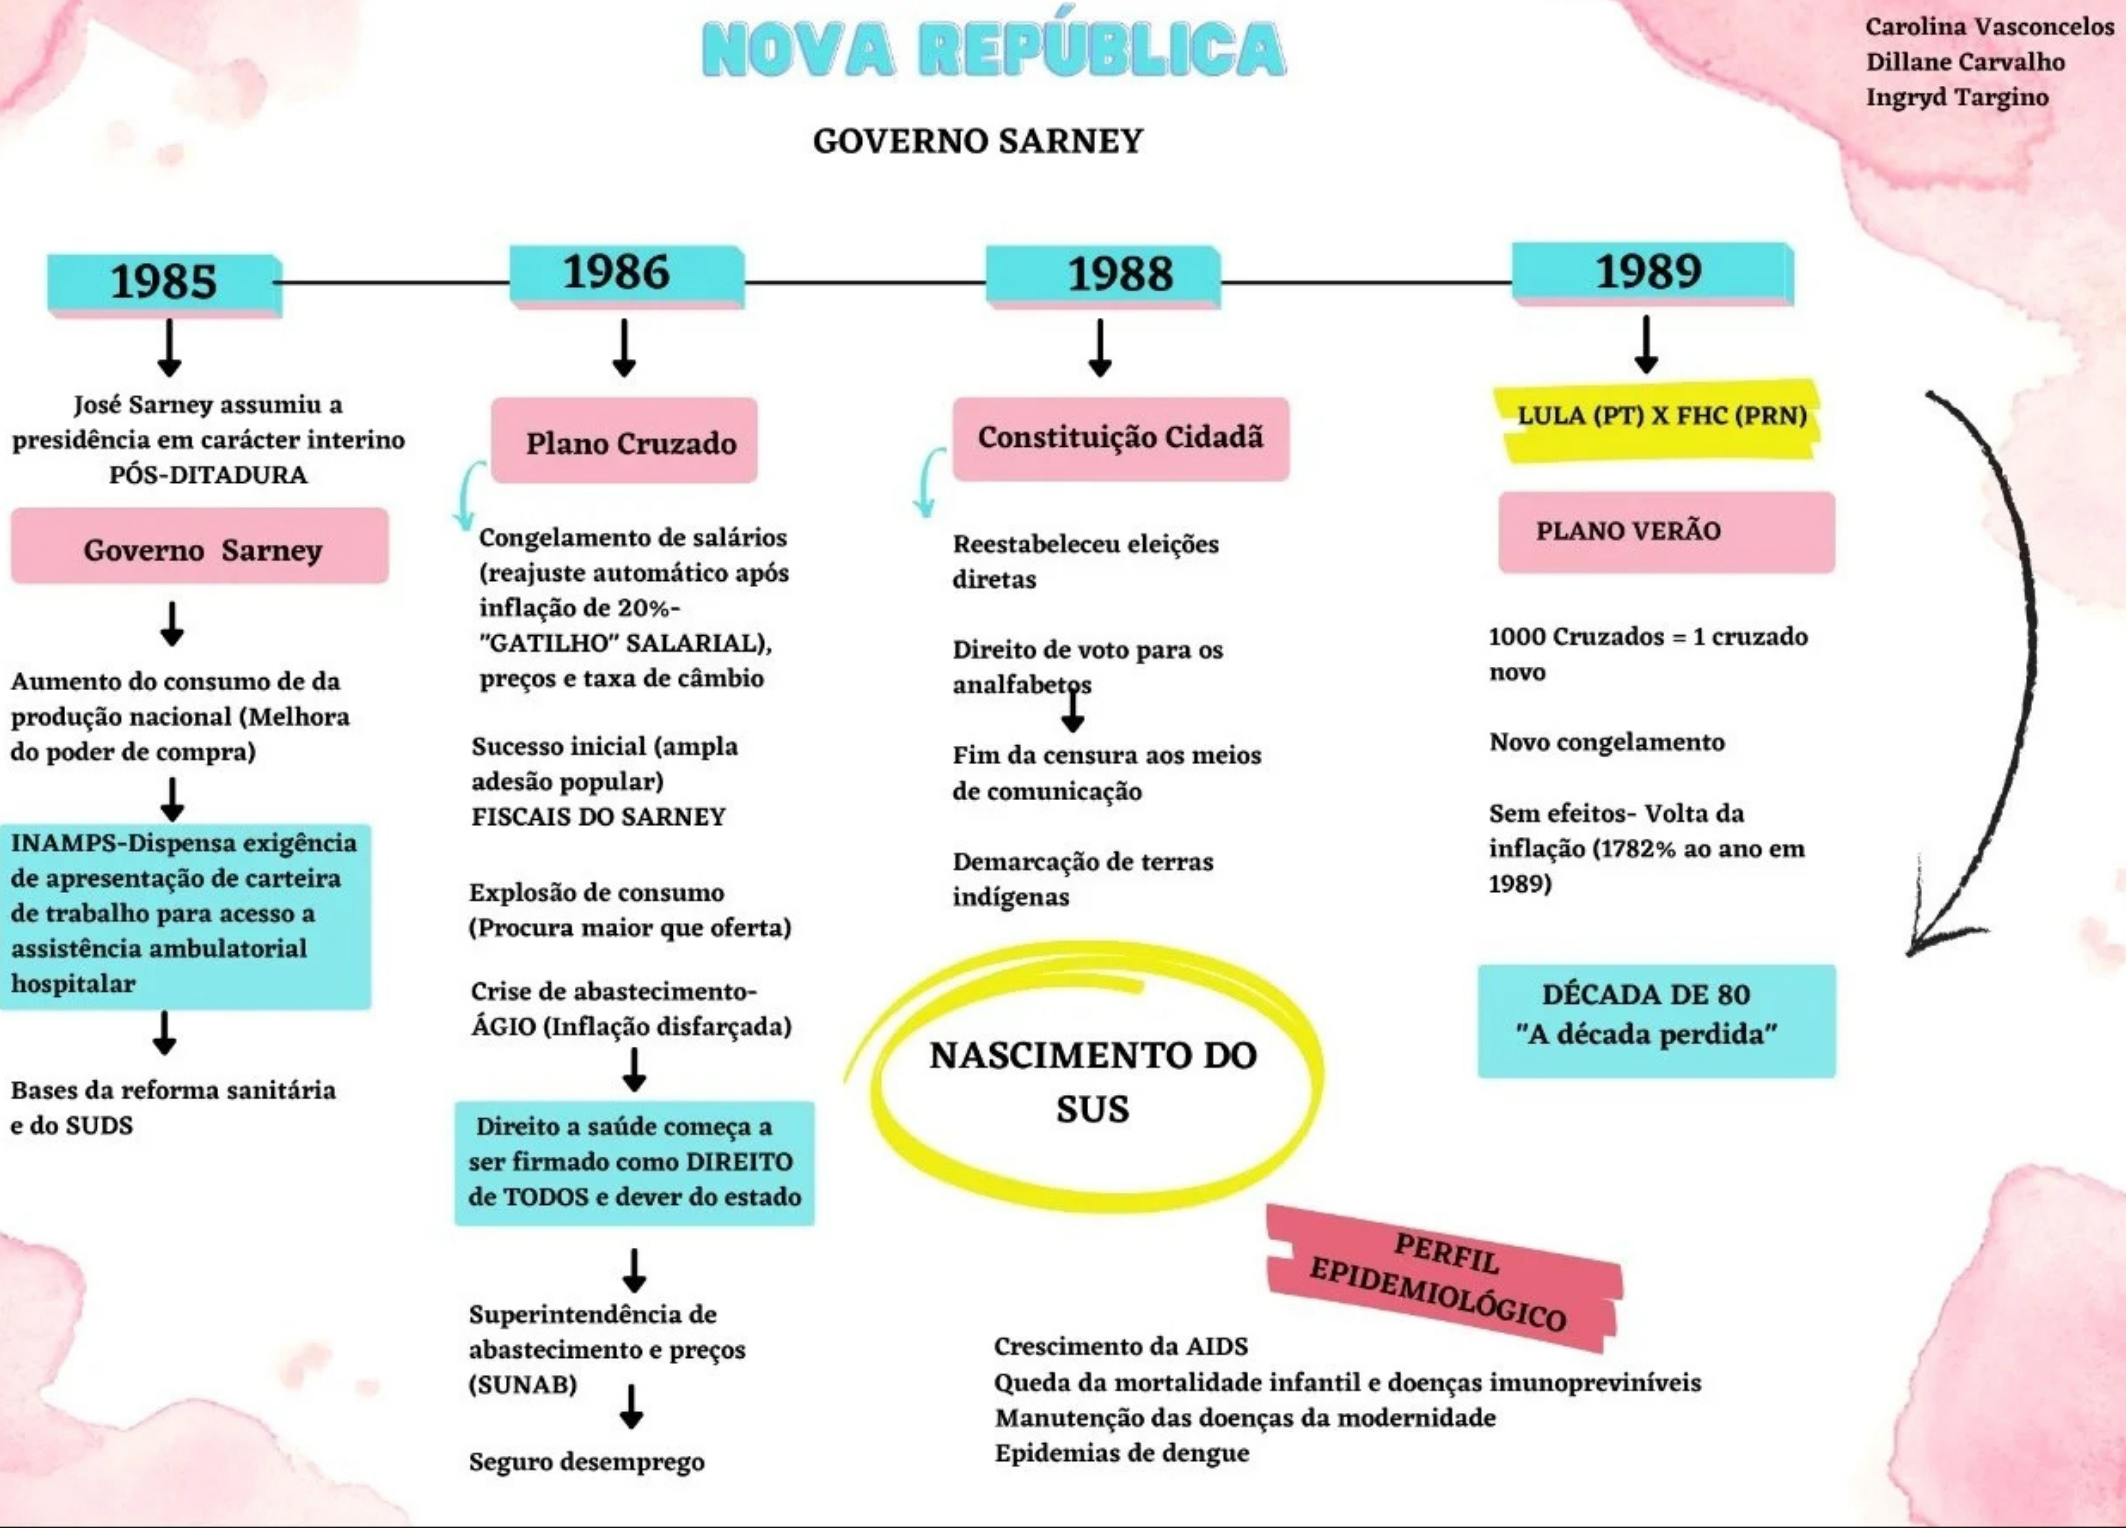 NOVA REPÚBLICA
Carolina Vasconcelos
Dillane Carvalho
Ingryd Targino
GOVERNO SARNEY
1985
José Sarney assumiu a
presidência em carácter interino
PÓS-DITADURA
Governo Sarney
Aumento do consumo de da
produção nacional (Melhora
do poder de compra)
INAMPS-Dispensa exigência
de apresentação de carteira
de trabalho para acesso a
assistência ambulatorial
hospitalar
Bases da reforma sanitária
e do SUDS
1986
Plano Cruzado
Congelamento de salários
(reajuste automático após
inflação de 20%-
"GATILHO" SALARIAL),
preços e taxa de câmbio
Sucesso inicial (ampla
adesão popular)
FISCAIS DO SARNEY
Explosão de consumo
(Procura maior que oferta)
Crise de abastecimento-
ÁGIO (Inflação disfarçada)
Direito a saúde começa a
ser firmado como DIREITO
de TODOS e dever do estado
Superintendência de
abastecimento e preços
(SUNAB)
Seguro desemprego
1988
Constituição Cidadã
Reestabeleceu eleições
diretas
Direito de voto para os
analfabetos
Fim da censura aos meios
de comunicação
Demarcação de terras
indígenas
NASCIMENTO DO
SUS
1989
LULA (PT) X FHC (PRN)
PLANO VERÃO
1000 Cruzados = 1 cruzado
novo
Novo congelamento
Sem efeitos- Volta da
inflação (1782% ao ano em
1989)
DÉCADA DE 80
"A década perdida"
PERFIL
EPIDEMIOLÓGICO
Crescimento da AIDS
Queda da mortalidade infantil e doenças imunopreviníveis
Manutenção das doenças da modernidade
Epidemias de dengue